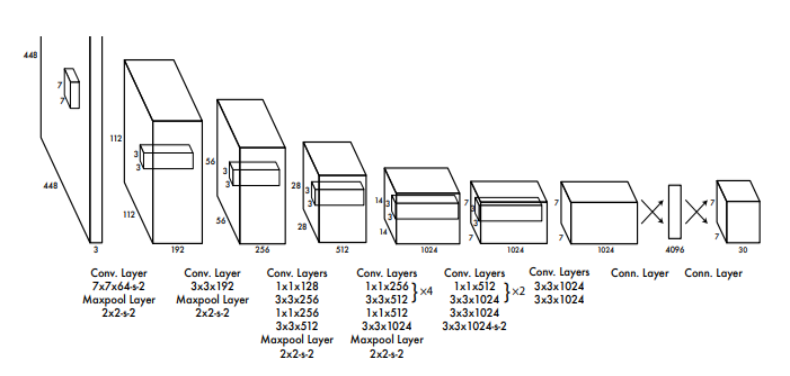 448
448
7
7
3
112
112
3
3
192
56
56
3
3
256
28
28
3
3
512
14
14
3
3
1024
7
7
3
3
1024
7
7
1024
4096
7
7
30
Conv. Layer
7x7x64-s-2
Maxpool Layer
2x2-s-2
Conv. Layer
3x3x192
Maxpool Layer
2x2-s-2
Conv. Layers
1x1x128
3x3x256
1x1x256
3x3x512
Maxpool Layer
2x2-s-2
Conv. Layers
1x1x256
3x3x512
}x4
1x1x512
3x3x1024
Maxpool Layer
2x2-s-2
Conv. Layers
1x1x512
3x3x1024
}x2
3x3x1024
3x3x1024-s-2
Conv. Layers
3x3x1024
3x3x1024
Conn. Layer
Conn. Layer